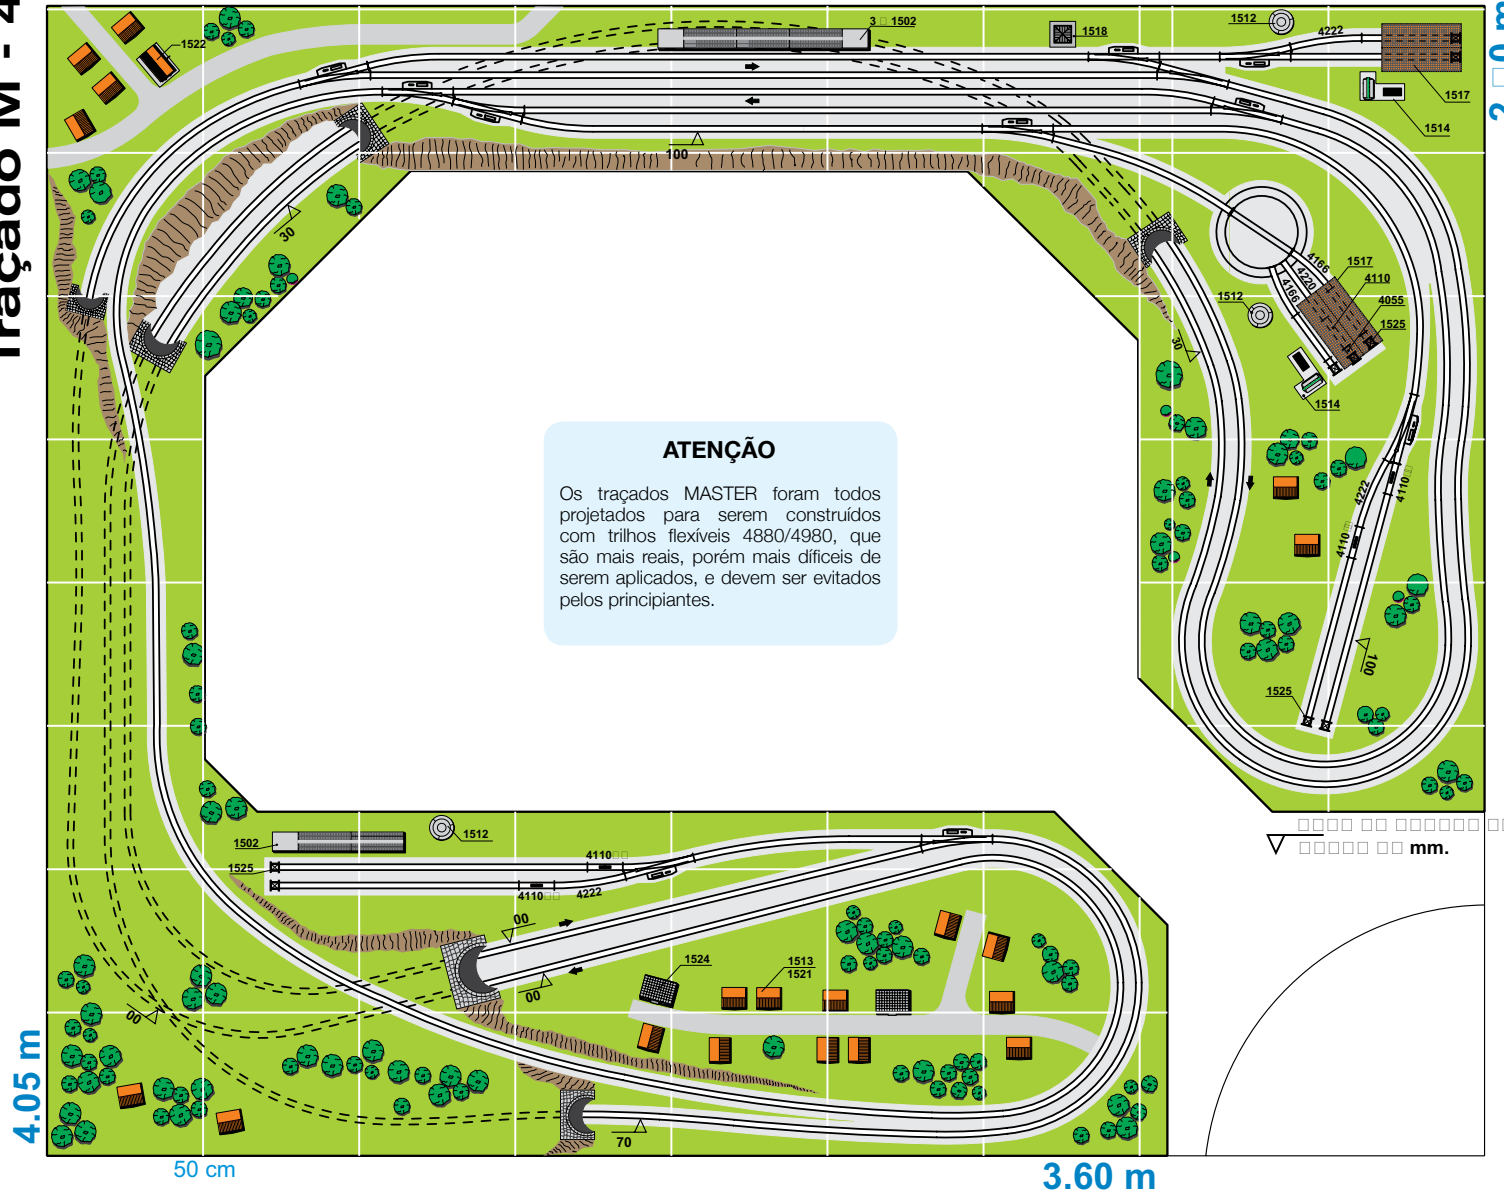 Traçado M - 4
1522
3 □ 1502
1518
1512
4222
1517
1514
2 □0 m
100
30
4166
4220
4166
1517
4110
4055
1525
1512
1514
30
ATENÇÃO
Os traçados MASTER foram todos
projetados para serem construídos
com trilhos flexíveis 4880/4980, que
são mais reais, porém mais difíceis de
serem aplicados, e devem ser evitados
pelos principiantes.
4222
4110□□
4110□□
100
1525
1502
1512
1525
4110□□
4110□□
4222
00
00
1524
1513
1521
00
70
□□□□ □□ □□□□□□ □□
□□□□□ □□ mm.
4.05 m
50 cm
3.60 m